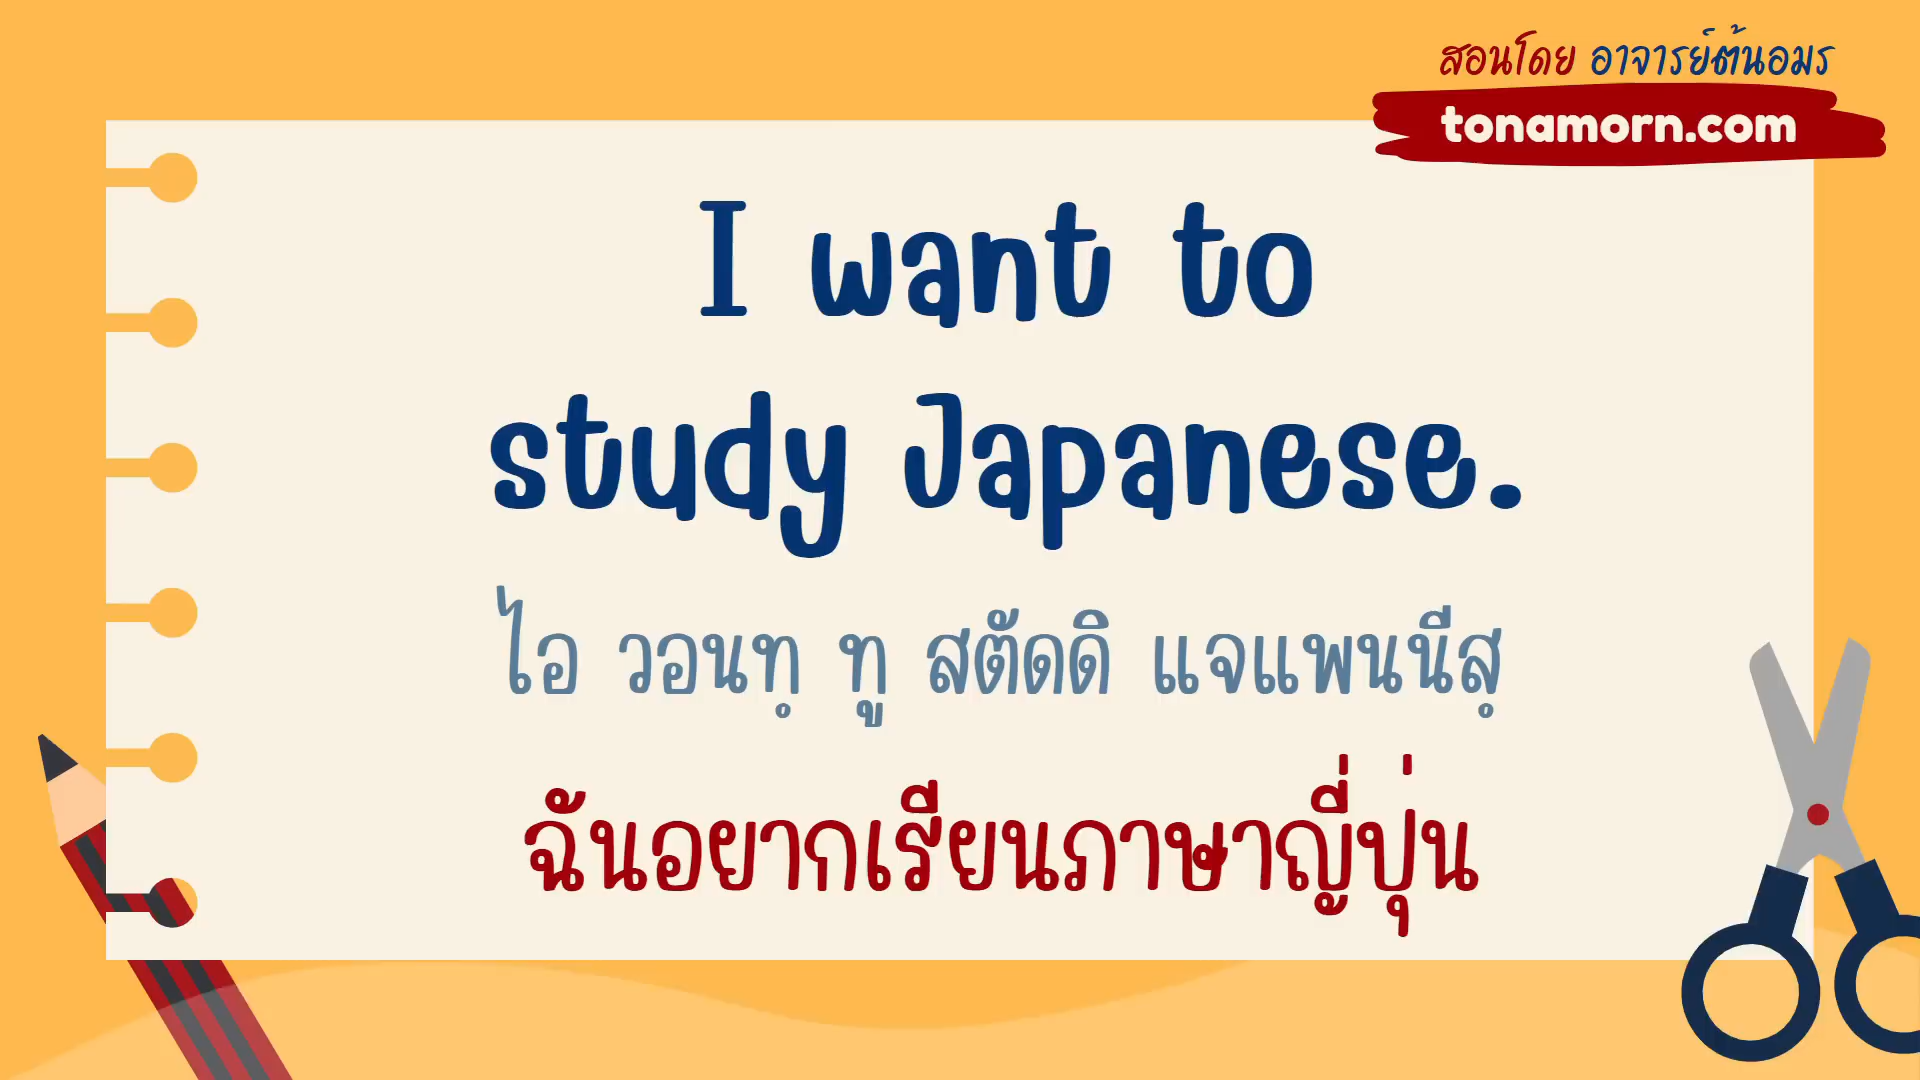 สอนโดย อาจารย์ต้นอมร
tonamorn.com
I want to
study Japanese.
ไอ วอนทฺ ทู สตัดดิ แจแพนนีสฺ
ฉันอยากเรียนภาษาญี่ปุ่น